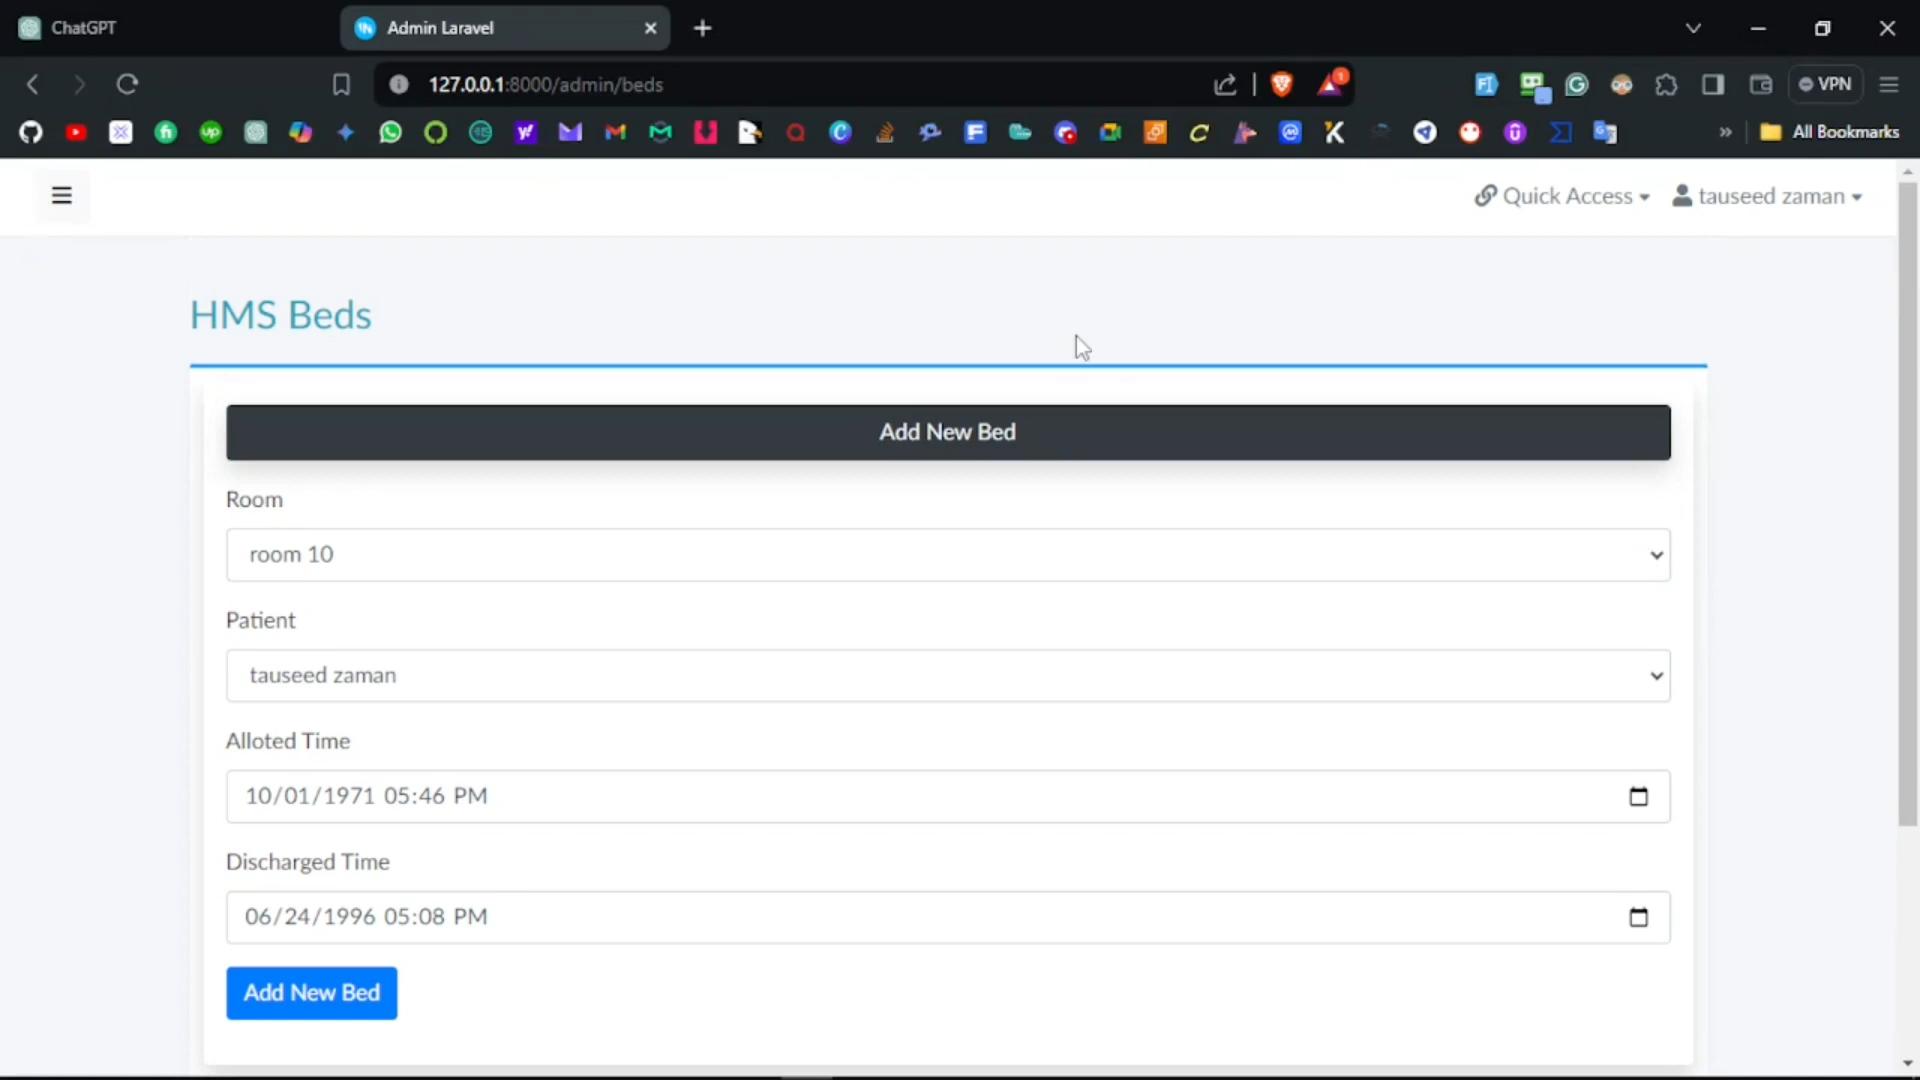 ChatGPT
Admin Laravel
127.0.0.1:8000/admin/beds
1
VPN
All Bookmarks
Quick Access
tauseed zaman
HMS Beds
Add New Bed
Room
room 10
Patient
tauseed zaman
Alloted Time
10/01/1971 05:46 PM
Discharged Time
06/24/1996 05:08 PM
Add New Bed